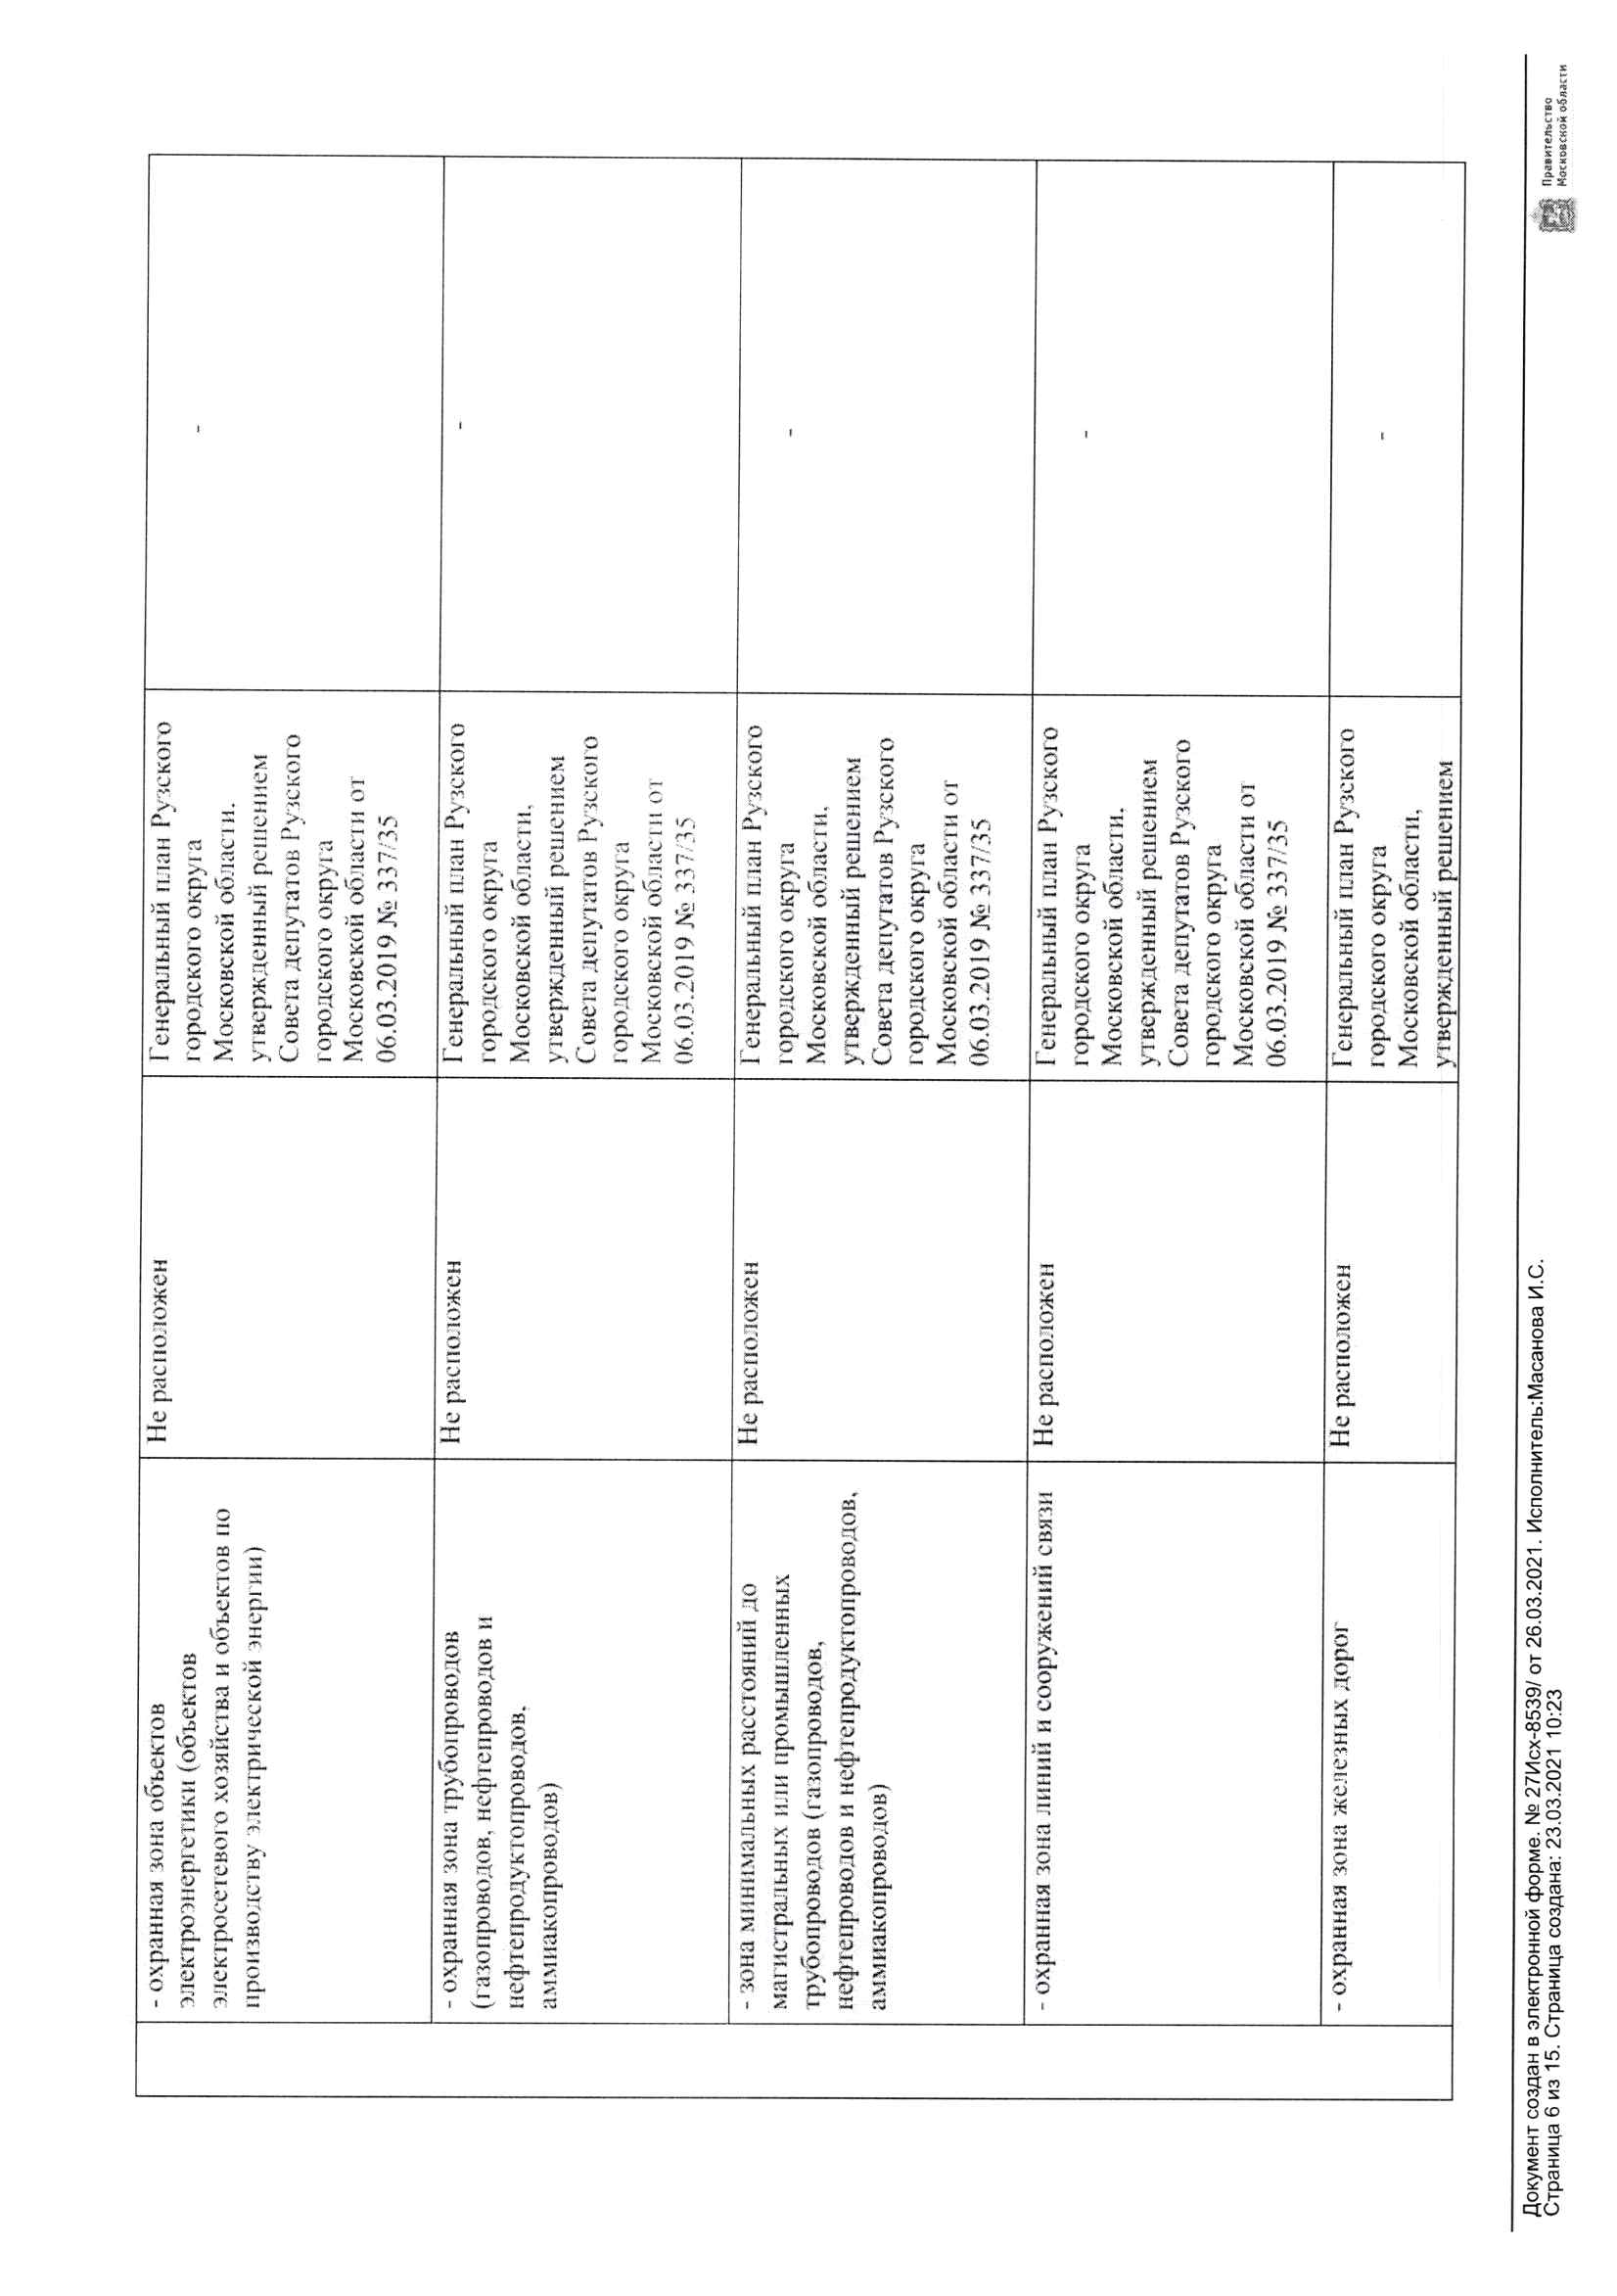 - охранная зона объектов
электроэнергетики (объектов
электросетевого хозяйства и объектов по
производству электрической энергии)
Не расположен
Генеральный план Рузского
городского округа
Московской области.
утвержденный решением
Совета депутатов Рузского
городского округа
Московской области от
06.03.2019 № 337/35
-
- охранная зона трубопроводов
(газопроводов, нефтепроводов и
нефтепродуктопроводов,
аммиакопроводов)
Не расположен
Генеральный план Рузского
городского округа
Московской области,
утвержденный решением
Совета депутатов Рузского
городского округа
Московской области от
06.03.2019 № 337/35
-
- зона минимальных расстояний до
магистральных или промышленных
трубопроводов (газопроводов,
нефтепроводов и нефтепродуктопроводов,
аммиакопроводов)
Не расположен
Генеральный план Рузского
городского округа
Московской области,
утвержденный решением
Совета депутатов Рузского
городского округа
Московской области от
06.03.2019 № 337/35
-
- охранная зона линий и сооружений связи
Не расположен
Генеральный план Рузского
городского округа
Московской области.
утвержденный решением
Совета депутатов Рузского
городского округа
Московской области от
06.03.2019 № 337/35
-
- охранная зона железных дорог
Не расположен
Генеральный план Рузского
городского округа
Московской области,
утвержденный решением
-
Документ создан в электронной форме. № 27Исх-8539/ от 26.03.2021. Исполнитель:Масанова И.С.
Страница 6 из 15. Страница создана: 23.03.2021 10:23
Правительство
Московской области